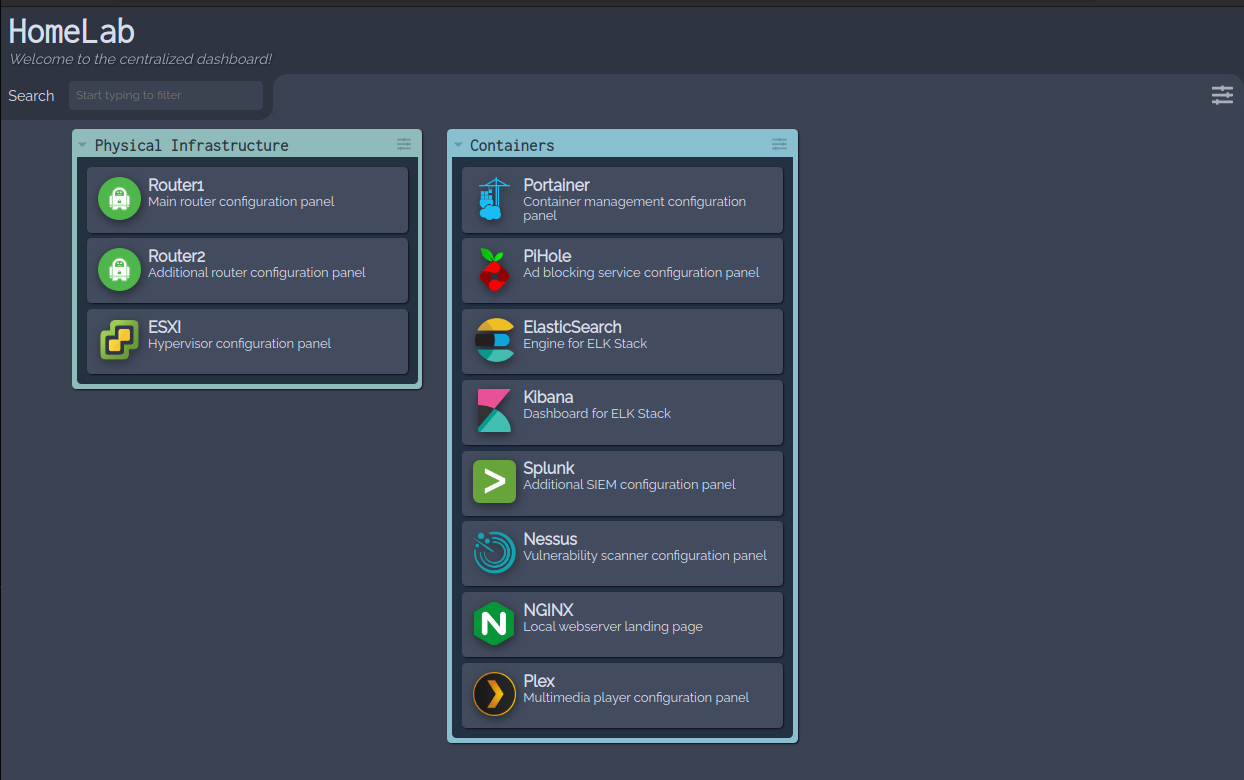 HomeLab
Welcome to the centralized dashboard!
Search
Start typing to filter
Physical Infrastructure
Router1
Main router configuration panel
Router2
Additional router configuration panel
ESXI
Hypervisor configuration panel
Containers
Portainer
Container management configuration
panel
PiHole
Ad blocking service configuration panel
ElasticSearch
Engine for ELK Stack
Kibana
Dashboard for ELK Stack
Splunk
Additional SIEM configuration panel
Nessus
Vulnerability scanner configuration panel
NGINX
Local webserver landing page
Plex
Multimedia player configuration panel